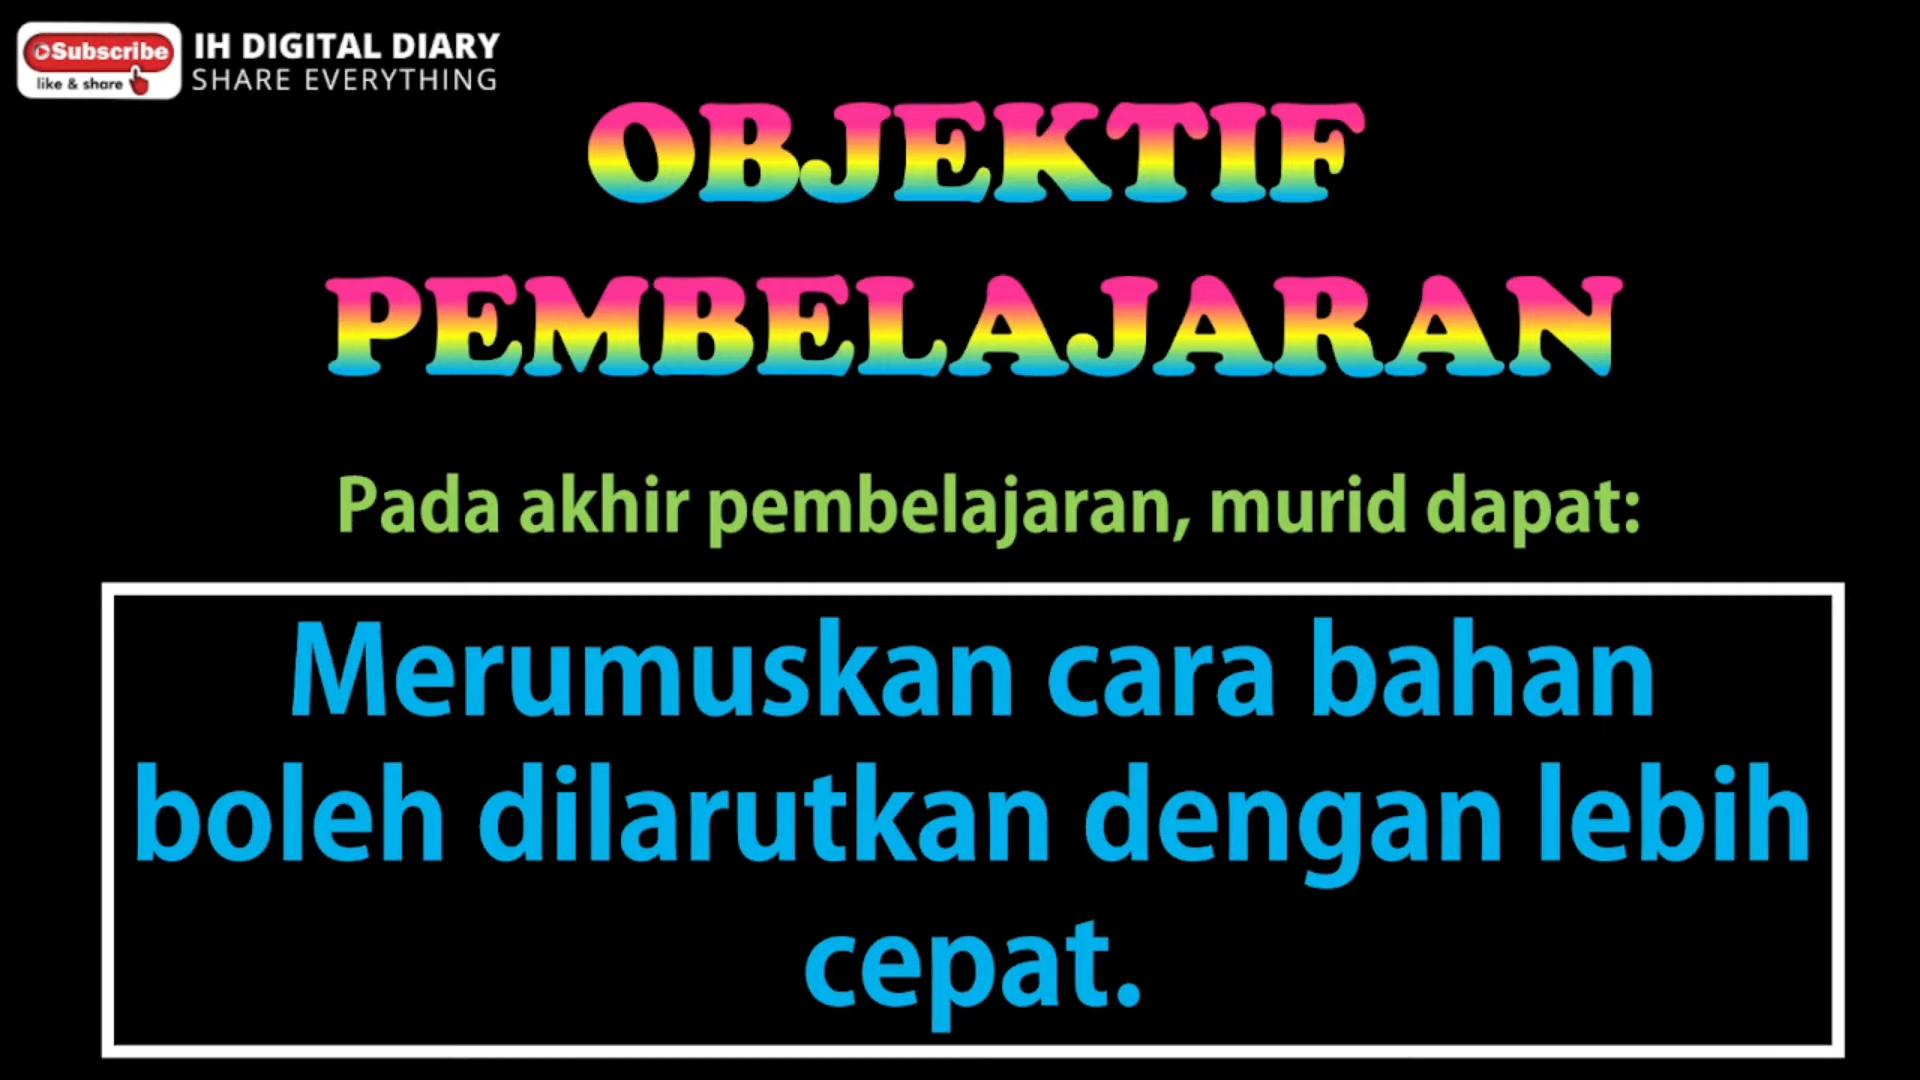 Subscribe
like & share
IH DIGITAL DIARY
SHARE EVERYTHING
OBJEKTIF
PEMBELAJARAN
Pada akhir pembelajaran, murid dapat:
Merumuskan cara bahan
boleh dilarutkan dengan lebih
cepat.